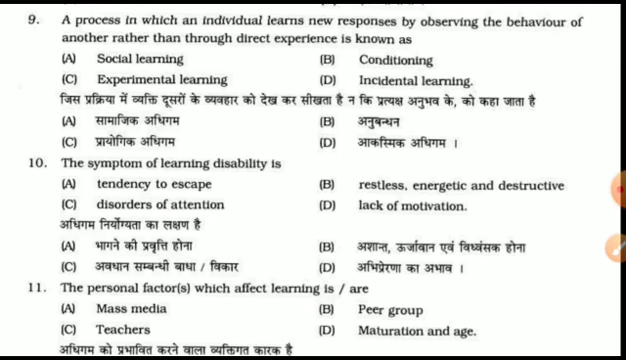 9. A process in which an individual learns new responses by observing the behaviour of
another rather than through direct experience is known as
(A) Social learning (B) Conditioning
(C) Experimental learning (D) Incidental learning.
जिस प्रक्रिया में व्यक्ति दूसरों के व्यवहार को देख कर सीखता है न कि प्रत्यक्ष अनुभव के, को कहा जाता है
(A) सामाजिक अधिगम (B) अनुबन्धन
(C) प्रायोगिक अधिगम (D) आकस्मिक अधिगम ।
10. The symptom of learning disability is
(A) tendency to escape (B) restless, energetic and destructive
(C) disorders of attention (D) lack of motivation.
अधिगम निर्योग्यता का लक्षण है
(A) भागने की प्रवृत्ति होना (B) अशान्त, ऊर्जावान एवं विध्वंसक होना
(C) अवधान सम्बन्धी बाधा / विकार (D) अभिप्रेरणा का अभाव ।
11. The personal factor(s) which affect learning is / are
(A) Mass media (B) Peer group
(C) Teachers (D) Maturation and age.
अधिगम को प्रभावित करने वाला व्यक्तिगत कारक है